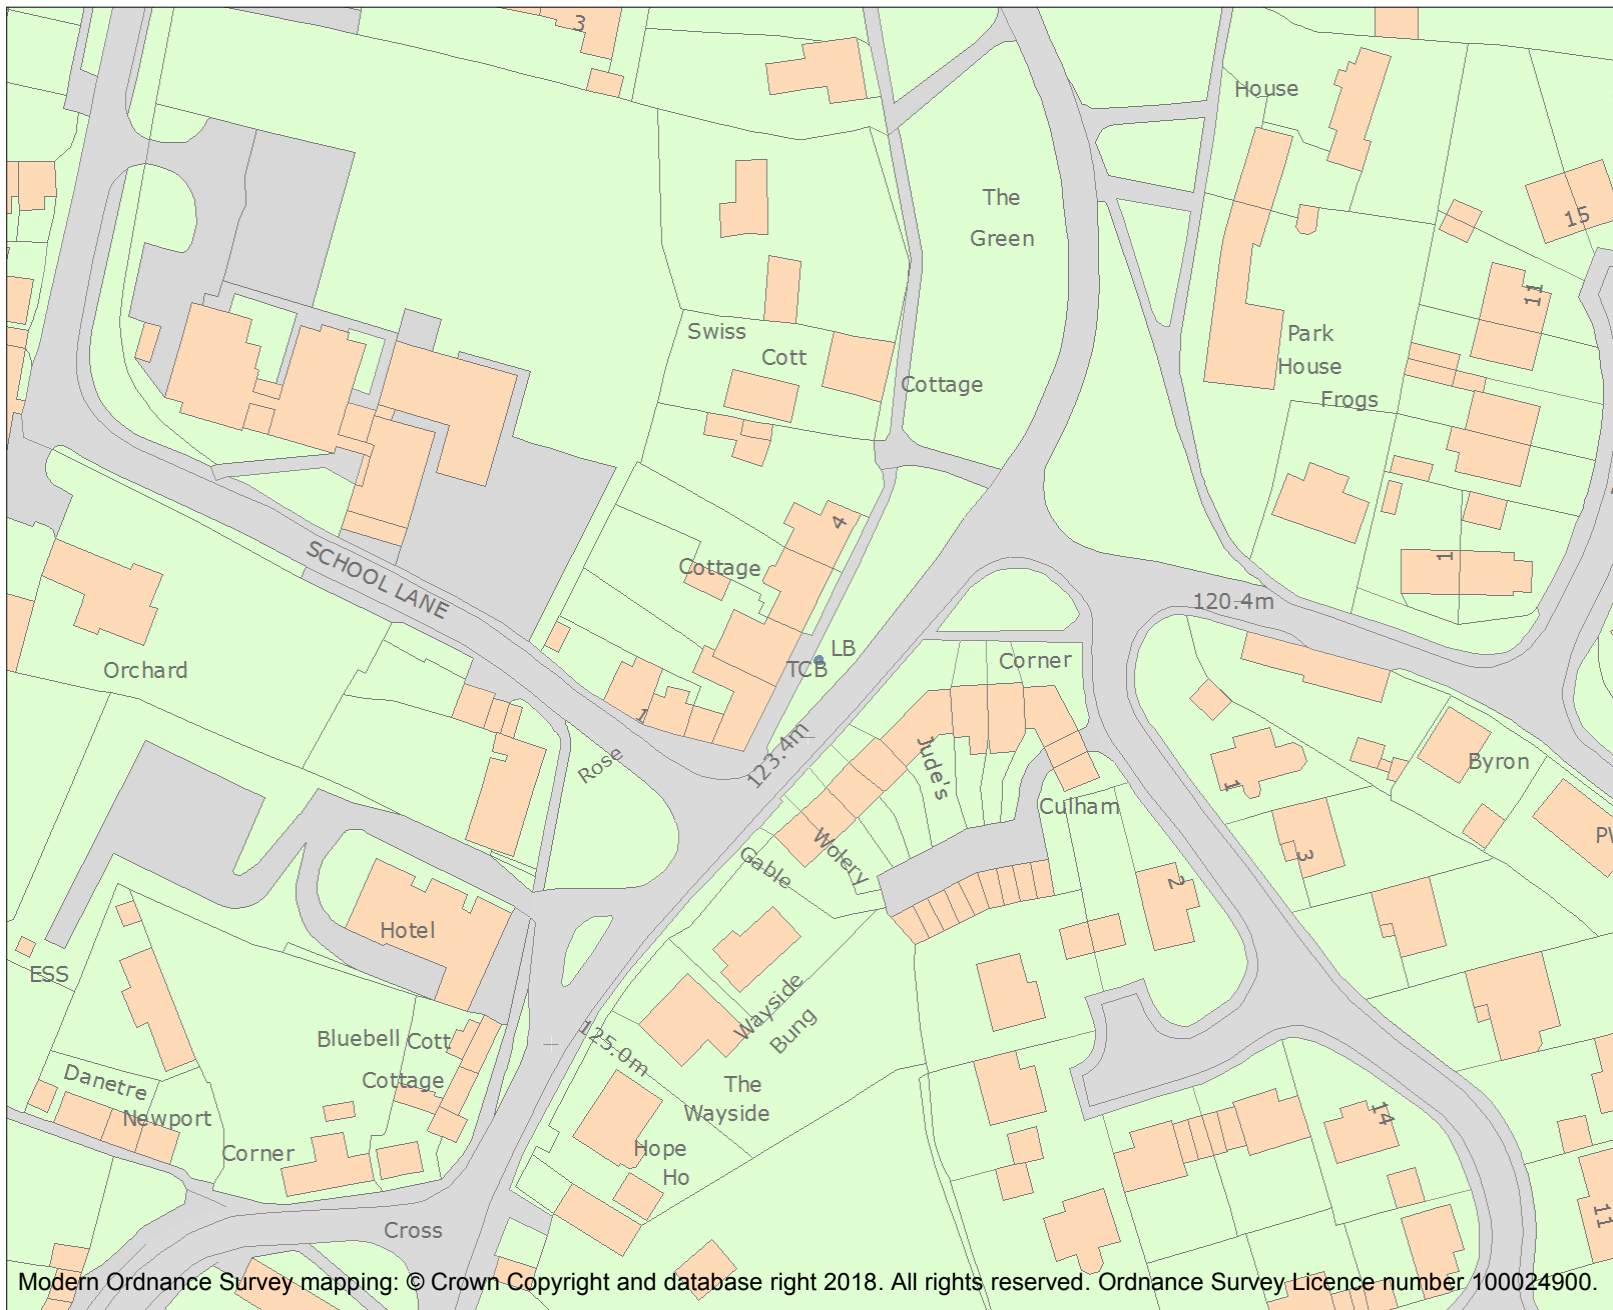 3
House
The
Green
15
11
Swiss
Cott
Cottage
Park
House
Frogs
4
1
SCHOOL LANE
Cottage
120.4m
LB
TCB
Corner
Orchard
1
123.4m
Rose
Jude's
Byron
1
Culham
Wolery
Gable
3
2
Hotel
ESS
Wayside
Bung
125.0m
Bluebell Cott
Cottage
Danetre
Newport
The
Wayside
14
Corner
Hope
Ho
11
Cross
Modern Ordnance Survey mapping: © Crown Copyright and database right 2018. All rights reserved. Ordnance Survey Licence number 100024900.